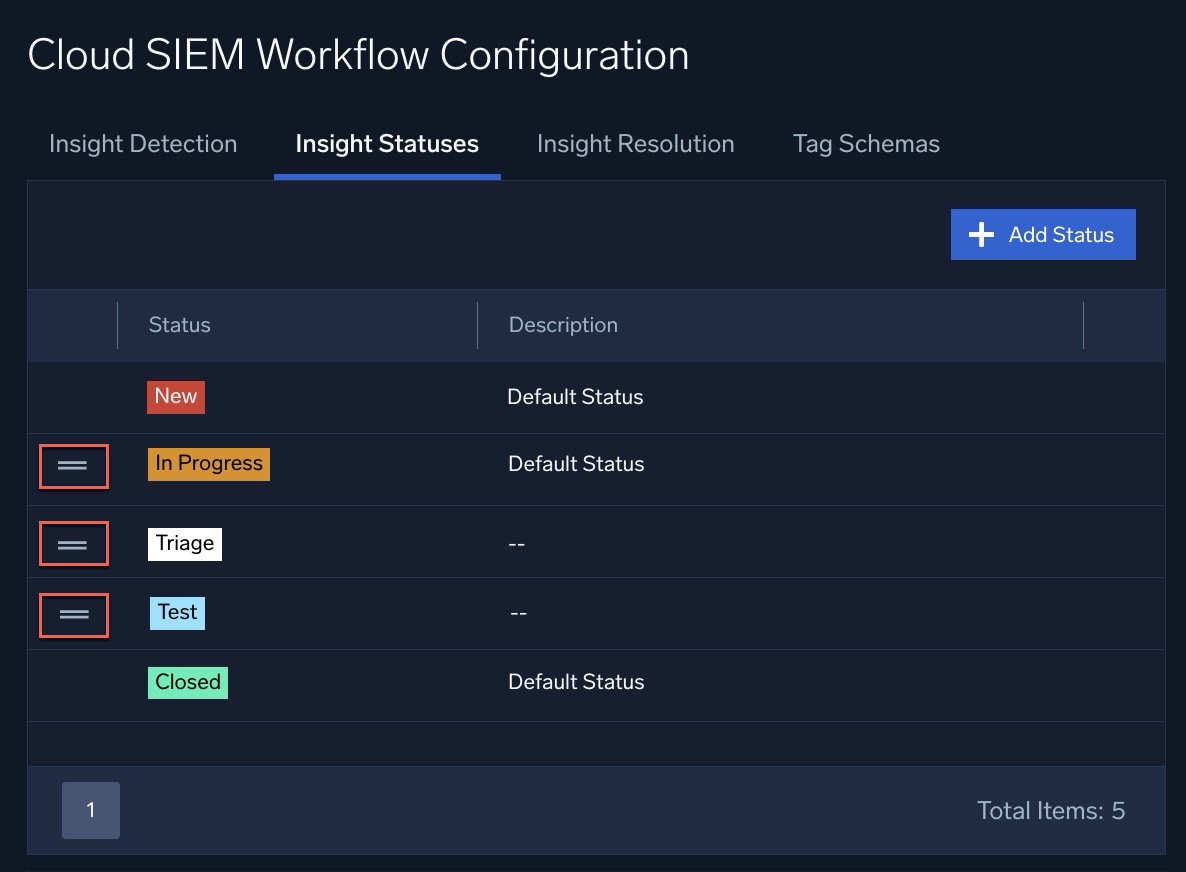 Cloud SIEM Workflow Configuration
Insight Detection Insight Statuses Insight Resolution Tag Schemas
Add Status
Status Description
New Default Status
In Progress Default Status
Triage --
Test --
Closed Default Status
1 Total Items: 5